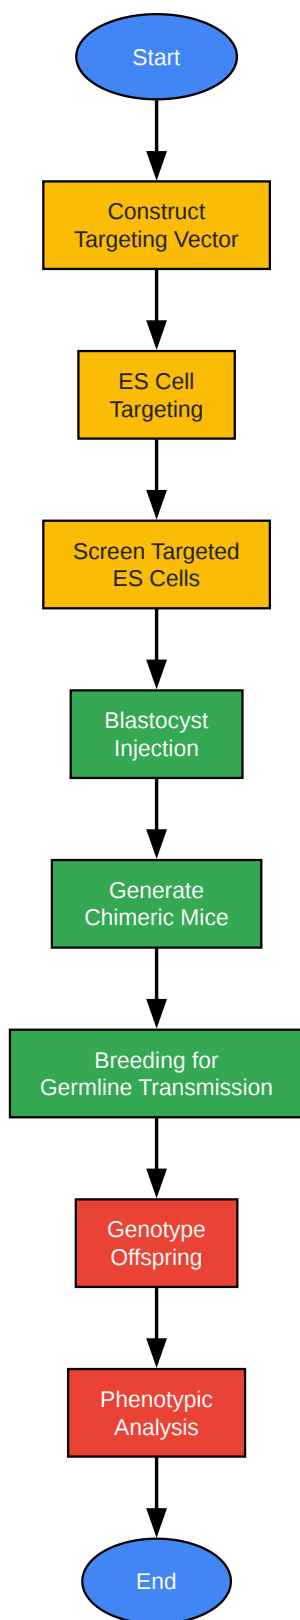 Start
Construct
Targeting Vector
ES Cell
Targeting
Screen Targeted
ES Cells
Blastocyst
Injection
Generate
Chimeric Mice
Breeding for
Germline Transmission
Genotype
Offspring
Phenotypic
Analysis
End